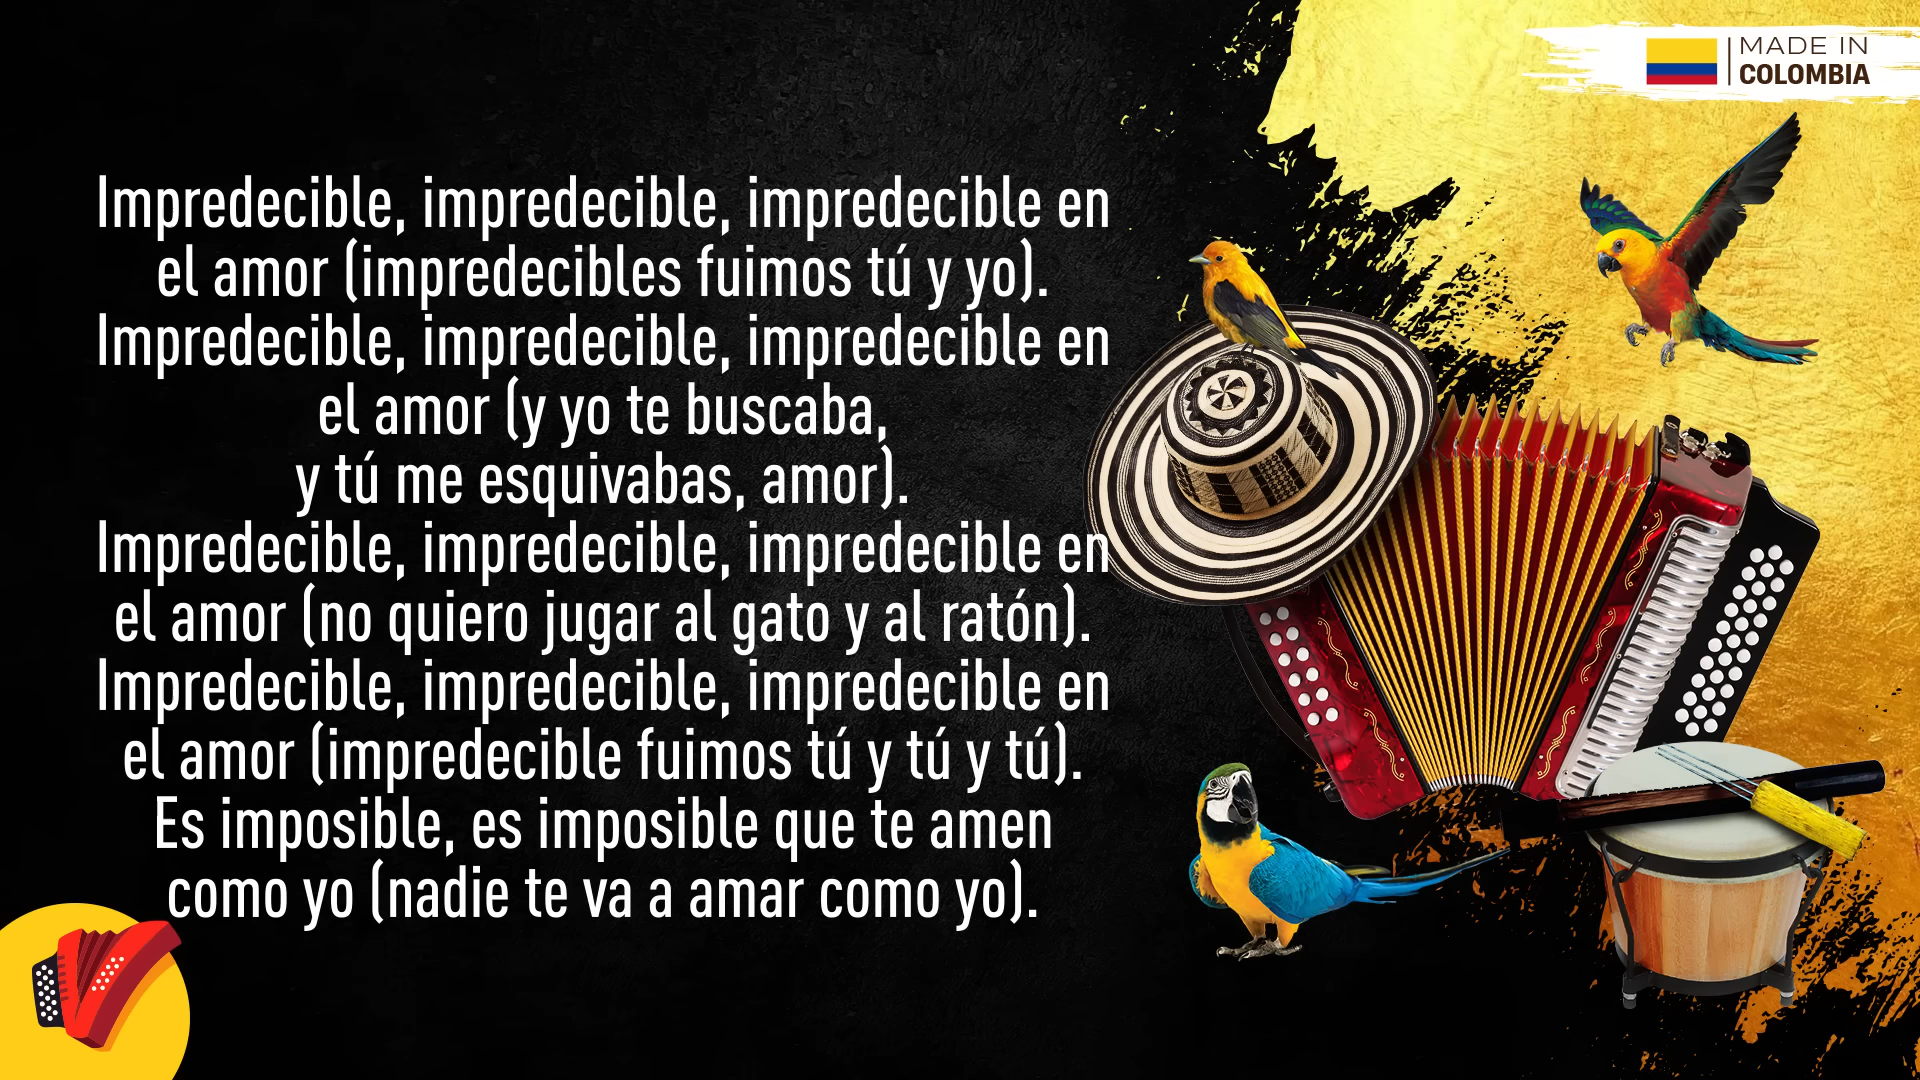 MADE IN
COLOMBIA
Impredecible, impredecible, impredecible en
el amor (impredecibles fuimos tú y yo).
Impredecible, impredecible, impredecible en
el amor (y yo te buscaba,
y tú me esquivabas, amor).
Impredecible, impredecible, impredecible en
el amor (no quiero jugar al gato y al ratón).
Impredecible, impredecible, impredecible en
el amor (impredecible fuimos tú y tú y tú).
Es imposible, es imposible que te amen
como yo (nadie te va a amar como yo).